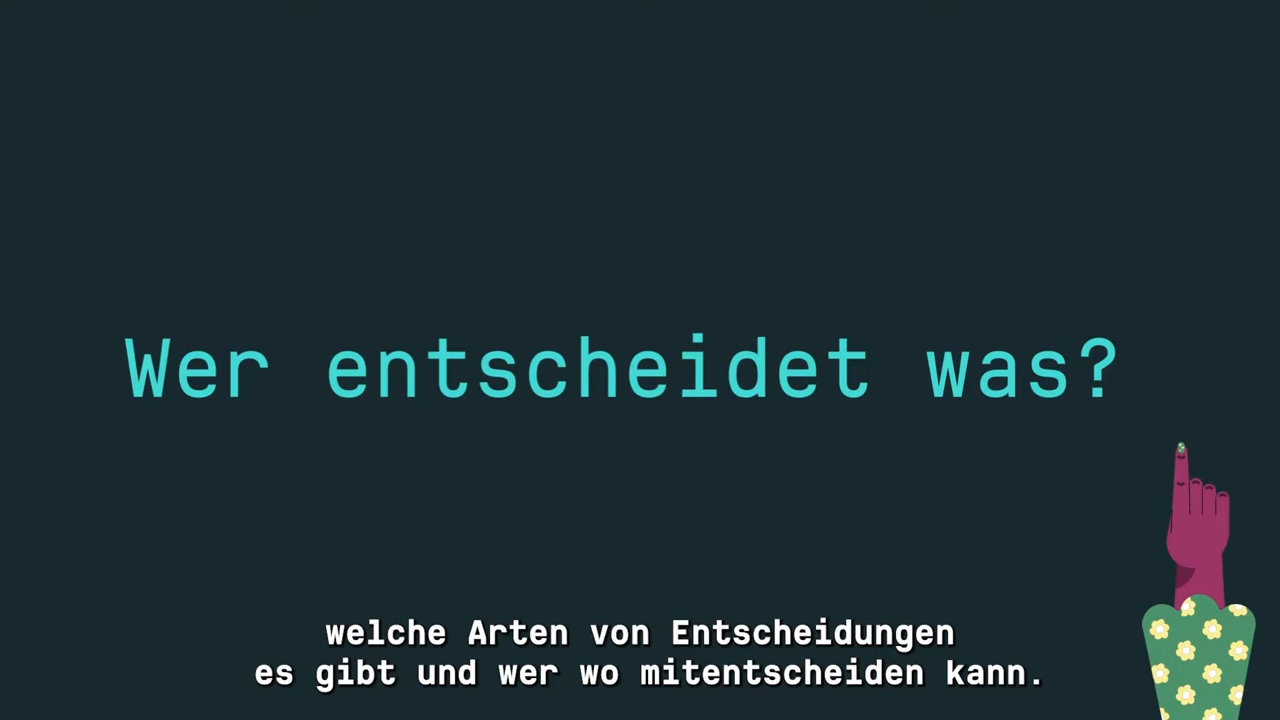 Wer entscheidet was?
welche Arten von Entscheidungen
es gibt und wer wo mitentscheiden kann.